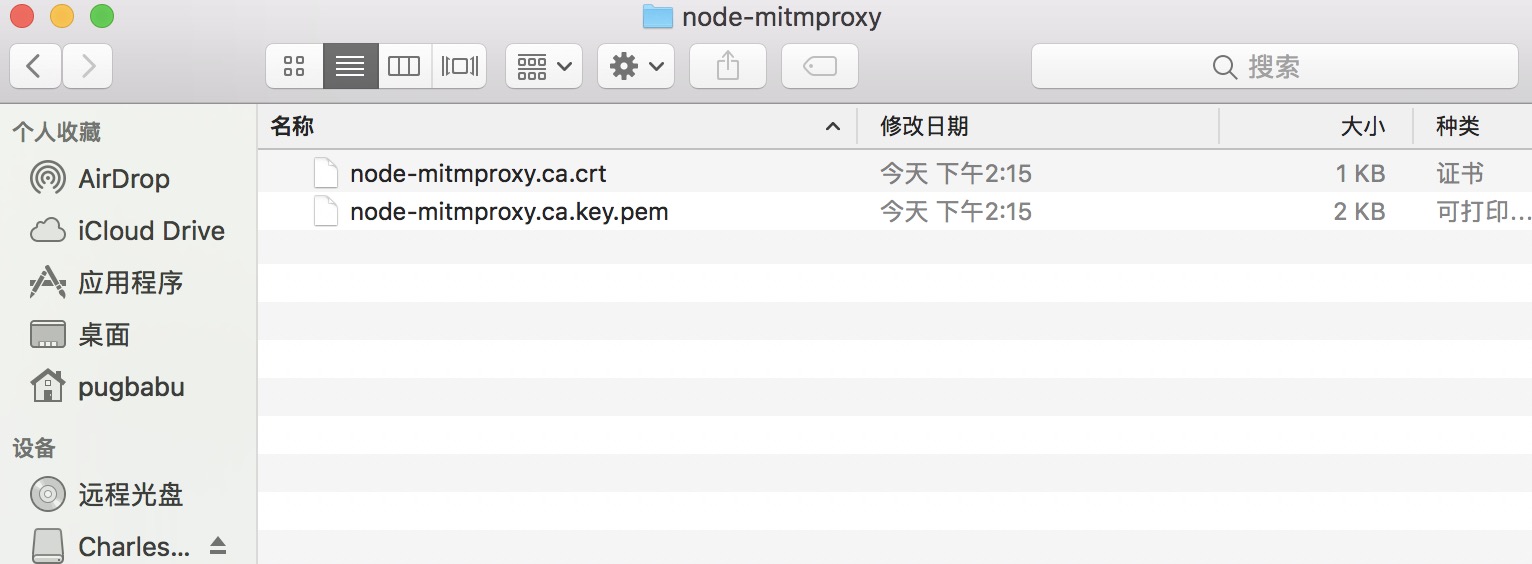 node-mitmproxy
搜索
个人收藏
AirDrop
iCloud Drive
应用程序
桌面
pugbabu
设备
远程光盘
Charles...
名称 修改日期 大小 种类
node-mitmproxy.ca.crt 今天 下午2:15 1 KB 证书
node-mitmproxy.ca.key.pem 今天 下午2:15 2 KB 可打印...